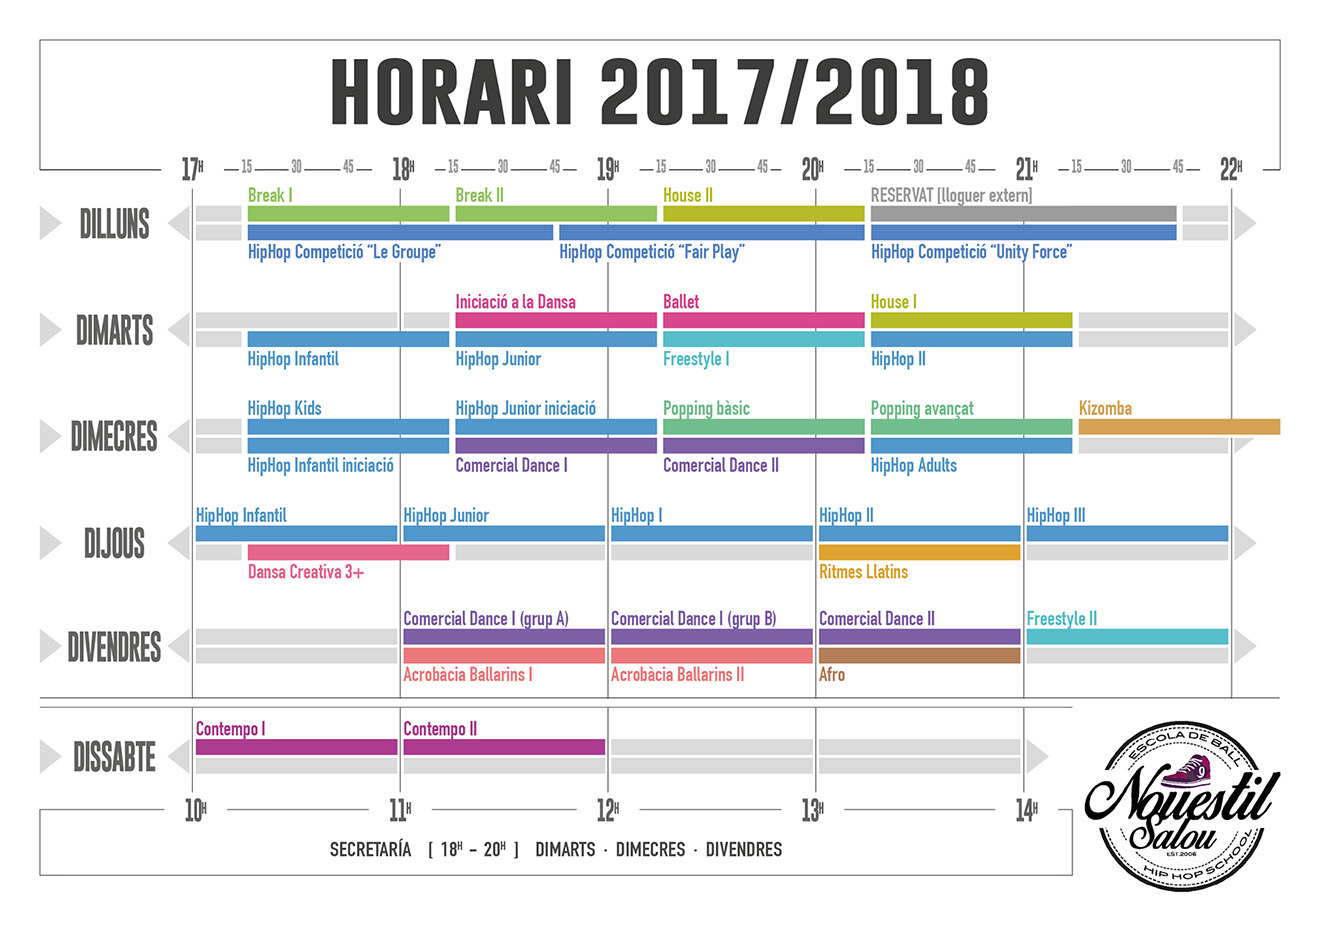 HORARI 2017/2018
17H 15 30 45 18H 15 30 45 19H 15 30 45 20H 15 30 45 21H 15 30 45 22H
Break I Break II House II RESERVAT [lloguer extern]
DILLUNS
HipHop Competició “Le Groupe” HipHop Competició “Fair Play” HipHop Competició “Unity Force”
Iniciació a la Dansa Ballet House I
DIMARTS
HipHop Infantil HipHop Junior Freestyle I HipHop II
HipHop Kids HipHop Junior iniciació Popping bàsic Popping avançat Kizomba
DIMECRES
HipHop Infantil iniciació Comercial Dance I Comercial Dance II HipHop Adults
HipHop Infantil HipHop Junior HipHop I HipHop II HipHop III
DIJOUS
Dansa Creativa 3+ Ritmes Llatins
Comercial Dance I (grup A) Comercial Dance I (grup B) Comercial Dance II Freestyle II
DIVENDRES
Acrobàcia Ballarins I Acrobàcia Ballarins II Afro
Contempo I Contempo II
DISSABTE
10H 11H 12H 13H 14H
SECRETARÍA [ 18H - 20H ] DIMARTS · DIMECRES · DIVENDRES
ESCOLA DE BALL
9
Nouestil
Salou
EST.2006
HIP HOP SCHOOL